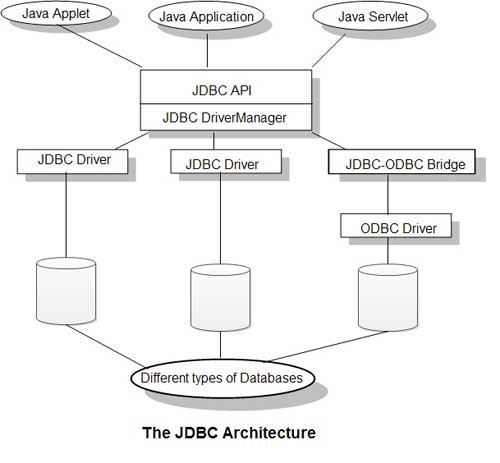 Java Applet
Java Application
Java Servlet
JDBC API
JDBC DriverManager
JDBC Driver
JDBC Driver
JDBC-ODBC Bridge
ODBC Driver
Different types of Databases
The JDBC Architecture